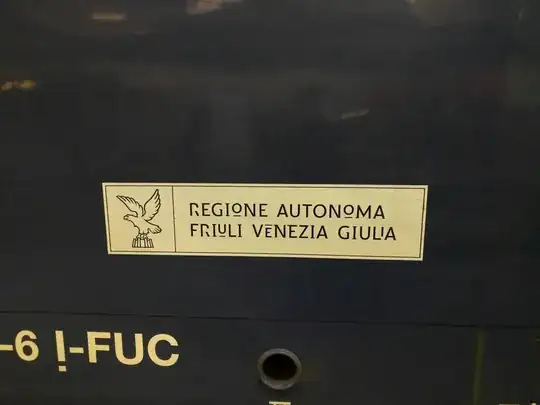 REGIONE AUTONOMA
FRIULI VENEZIA GIULIA
-6 I-FUC